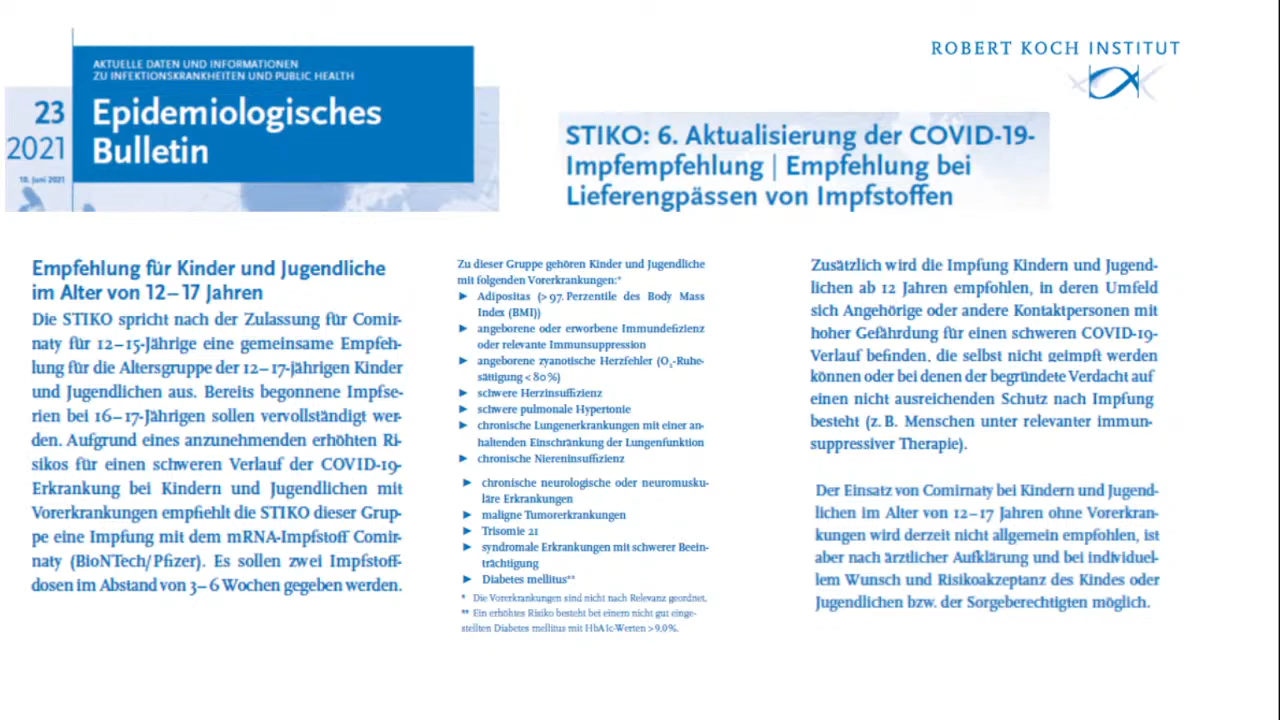 AKTUELLE DATEN UND INFORMATIONEN
ZU INFEKTIONSKRANKHEITEN UND PUBLIC HEALTH
23
2021
10. Juni 2021
Epidemiologisches
Bulletin
ROBERT KOCH INSTITUT
STIKO: 6. Aktualisierung der COVID-19-
Impfempfehlung | Empfehlung bei
Lieferengpässen von Impfstoffen
Empfehlung für Kinder und Jugendliche
im Alter von 12–17 Jahren
Die STIKO spricht nach der Zulassung für Comir-
naty für 12–15-Jährige eine gemeinsame Empfeh-
lung für die Altersgruppe der 12–17-jährigen Kinder
und Jugendlichen aus. Bereits begonnene Impfse-
rien bei 16–17-Jährigen sollen vervollständigt wer-
den. Aufgrund eines anzunehmenden erhöhten Ri-
sikos für einen schweren Verlauf der COVID-19-
Erkrankung bei Kindern und Jugendlichen mit
Vorerkrankungen empfiehlt die STIKO dieser Grup-
pe eine Impfung mit dem mRNA-Impfstoff Comir-
naty (BioNTech/Pfizer). Es sollen zwei Impfstoff-
dosen im Abstand von 3–6 Wochen gegeben werden.
Zu dieser Gruppe gehören Kinder und Jugendliche
mit folgenden Vorerkrankungen:*
► Adipositas (> 97. Perzentile des Body Mass
Index (BMI))
► angeborene oder erworbene Immundefizienz
oder relevante Immunsuppression
► angeborene zyanotische Herzfehler (O₂-Ruhe-
sättigung < 80 %)
► schwere Herzinsuffizienz
► schwere pulmonale Hypertonie
► chronische Lungenerkrankungen mit einer an-
haltenden Einschränkung der Lungenfunktion
► chronische Niereninsuffizienz
► chronische neurologische oder neuromusku-
läre Erkrankungen
► maligne Tumorerkrankungen
► Trisomie 21
► syndromale Erkrankungen mit schwerer Beein-
trächtigung
► Diabetes mellitus**
* Die Vorerkrankungen sind nicht nach Relevanz geordnet.
** Ein erhöhtes Risiko besteht bei einem nicht gut einge-
stellten Diabetes mellitus mit HbA1c-Werten > 9,0%.
Zusätzlich wird die Impfung Kindern und Jugend-
lichen ab 12 Jahren empfohlen, in deren Umfeld
sich Angehörige oder andere Kontaktpersonen mit
hoher Gefährdung für einen schweren COVID-19-
Verlauf befinden, die selbst nicht geimpft werden
können oder bei denen der begründete Verdacht auf
einen nicht ausreichenden Schutz nach Impfung
besteht (z. B. Menschen unter relevanter immun-
suppressiver Therapie).
Der Einsatz von Comirnaty bei Kindern und Jugend-
lichen im Alter von 12–17 Jahren ohne Vorerkran-
kungen wird derzeit nicht allgemein empfohlen, ist
aber nach ärztlicher Aufklärung und bei individuel-
lem Wunsch und Risikoakzeptanz des Kindes oder
Jugendlichen bzw. der Sorgeberechtigten möglich.